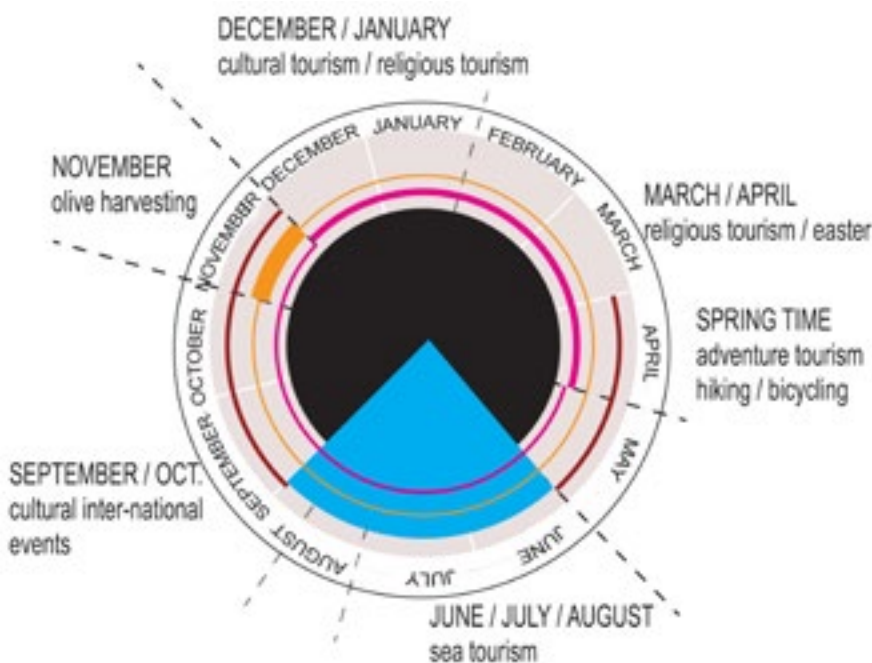 DECEMBER / JANUARY
cultural tourism / religious tourism
NOVEMBER
olive harvesting
MARCH / APRIL
religious tourism / easter
SPRING TIME
adventure tourism
hiking / bicycling
SEPTEMBER / OCT.
cultural inter-national
events
JUNE / JULY / AUGUST
sea tourism
JANUARY
FEBRUARY
MARCH
APRIL
MAY
JUNE
JULY
AUGUST
SEPTEMBER
OCTOBER
NOVEMBER
DECEMBER